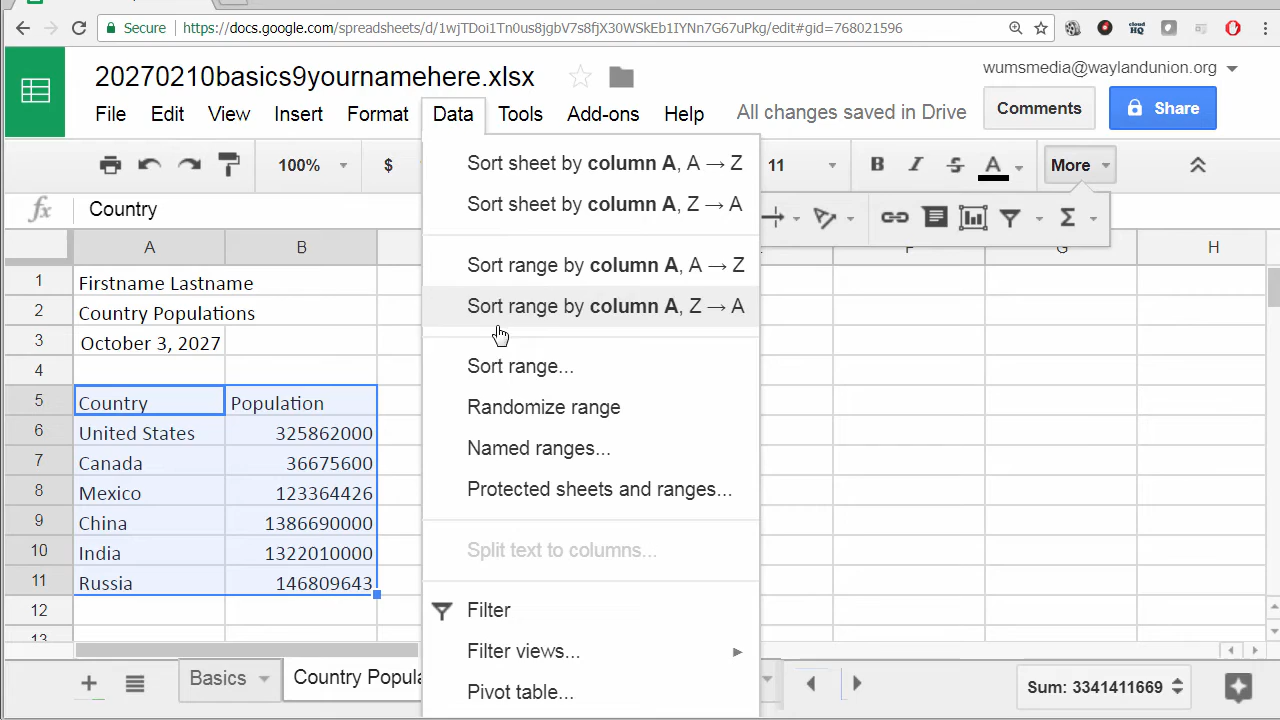 Secure https://docs.google.com/spreadsheets/d/1wjTDoi1Tn0us8jgbV7s8fjX30WSkEb1IYNn7G67uPkg/edit#gid=768021596
cloud HQ
20270210basics9yournamehere.xlsx
wumsmedia@waylandunion.org
File Edit View Insert Format Data Tools Add-ons Help All changes saved in Drive
Comments Share
100% $ 11 B I S A More
fx Country
Sort sheet by column A, A → Z
Sort sheet by column A, Z → A
Sort range by column A, A → Z
Sort range by column A, Z → A
Sort range...
Randomize range
Named ranges...
Protected sheets and ranges...
Split text to columns...
Filter
Filter views...
Pivot table...
A B F G H
1 Firstname Lastname
2 Country Populations
3 October 3, 2027
4
5 Country Population
6 United States 325862000
7 Canada 36675600
8 Mexico 123364426
9 China 1386690000
10 India 1322010000
11 Russia 146809643
12
13
Basics Country Popula
Sum: 3341411669